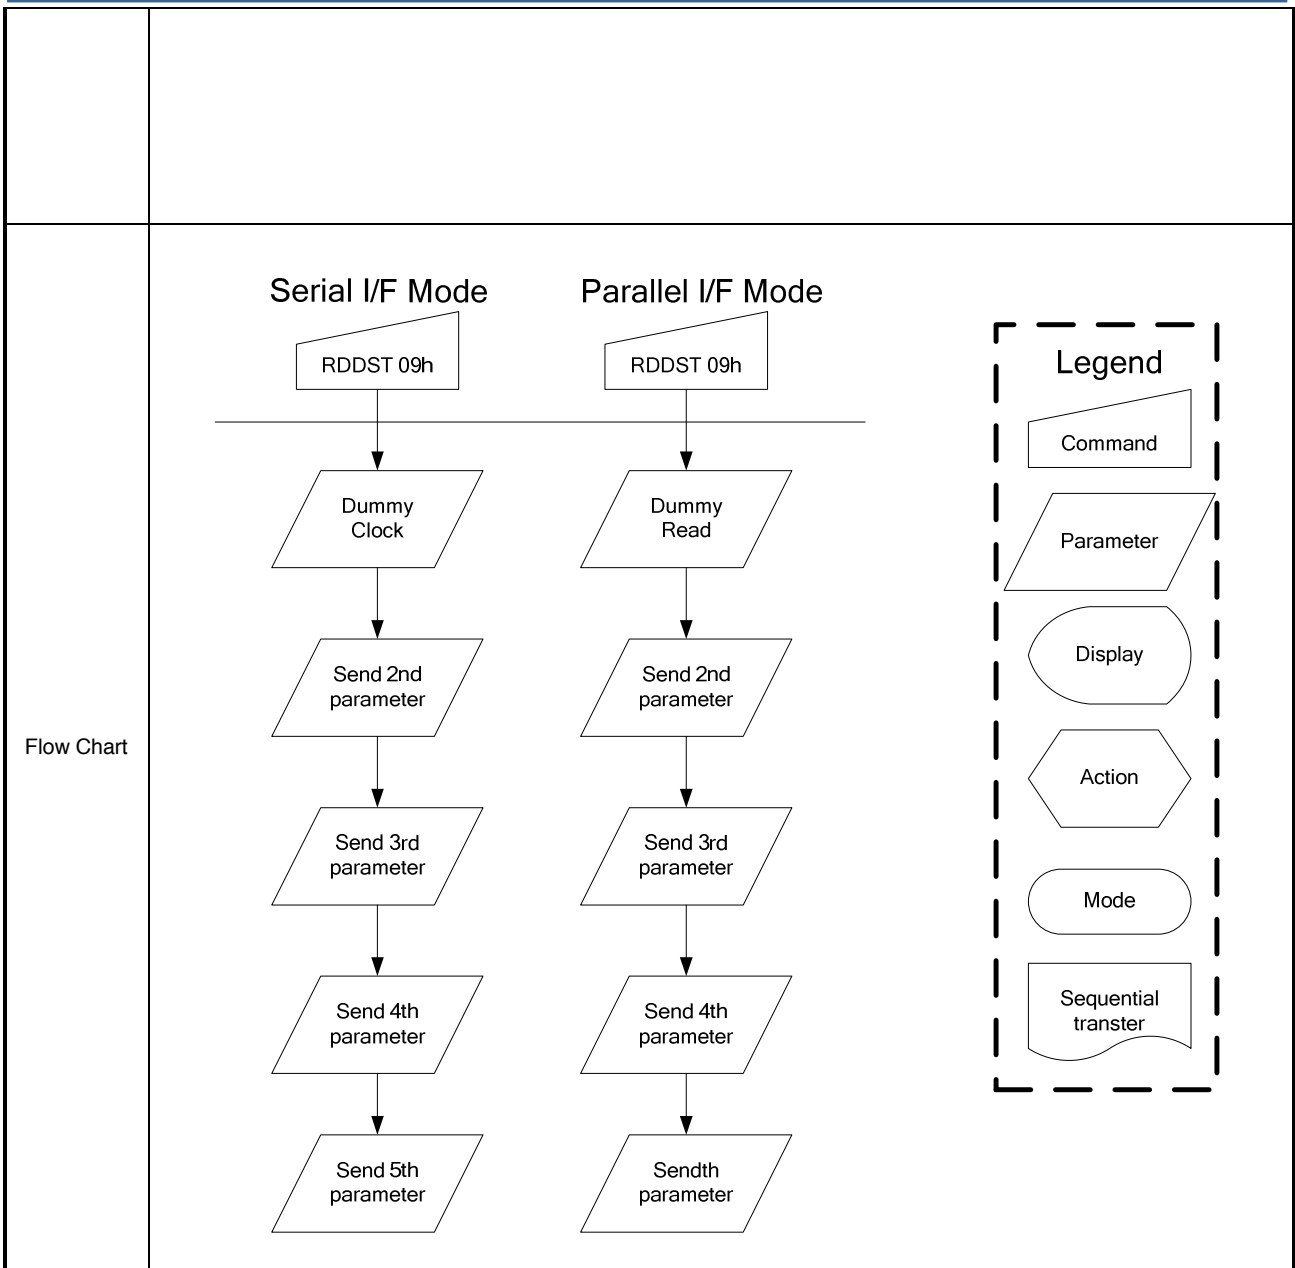 Flow Chart
Serial I/F Mode
RDDST 09h
Dummy
Clock
Send 2nd
parameter
Send 3rd
parameter
Send 4th
parameter
Send 5th
parameter
Parallel I/F Mode
RDDST 09h
Dummy
Read
Send 2nd
parameter
Send 3rd
parameter
Send 4th
parameter
Sendth
parameter
Legend
Command
Parameter
Display
Action
Mode
Sequential
transter